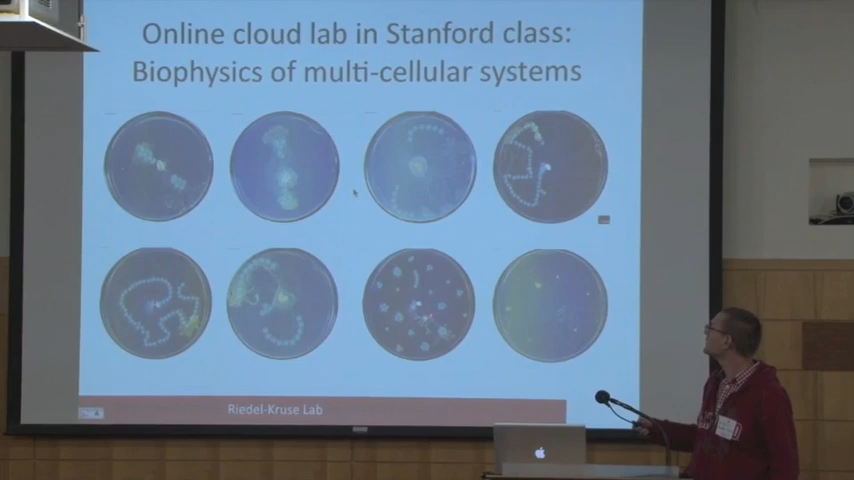 Online cloud lab in Stanford class:
Biophysics of multi-cellular systems
Riedel-Kruse Lab